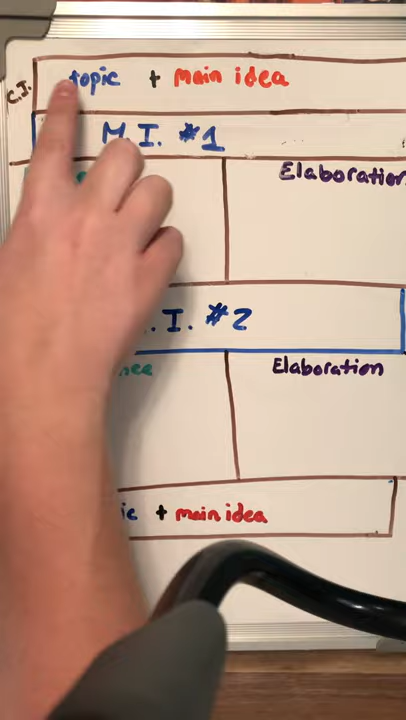 C.I.
topic + main idea
M.I. #1
Elaboration
I. #2
Elaboration
+ main idea